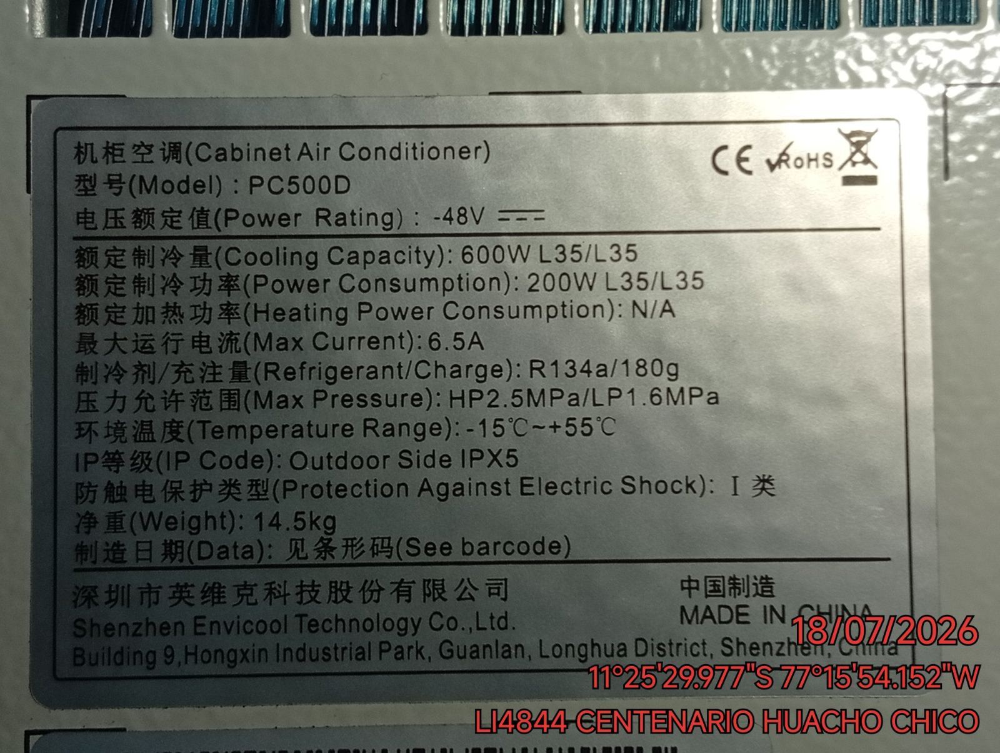 机柜空调(Cabinet Air Conditioner)
CE RoHS
型号(Model) : PC500D
电压额定值(Power Rating) : -48V
额定制冷量(Cooling Capacity): 600W L35/L35
额定制冷功率(Power Consumption): 200W L35/L35
额定加热功率(Heating Power Consumption): N/A
最大运行电流(Max Current):6.5A
制冷剂/充注量(Refrigerant/Charge): R134a/180g
压力允许范围(Max Pressure): HP2.5MPa/LP1.6MPa
环境温度(Temperature Range): -15℃~+55℃
IP等级(IP Code): Outdoor Side IPX5
防触电保护类型(Protection Against Electric Shock): I 类
净重(Weight): 14.5kg
制造日期(Data): 见条形码(See barcode)
深圳市英维克科技股份有限公司
中国制造
Shenzhen Envicool Technology Co.,Ltd.
MADE IN CHINA
Building 9,Hongxin Industrial Park, Guanlan, Longhua District, Shenzhen, China
18/07/2026
11°25'29.977"S 77°15'54.152"W
LI4844 CENTENARIO HUACHO CHICO